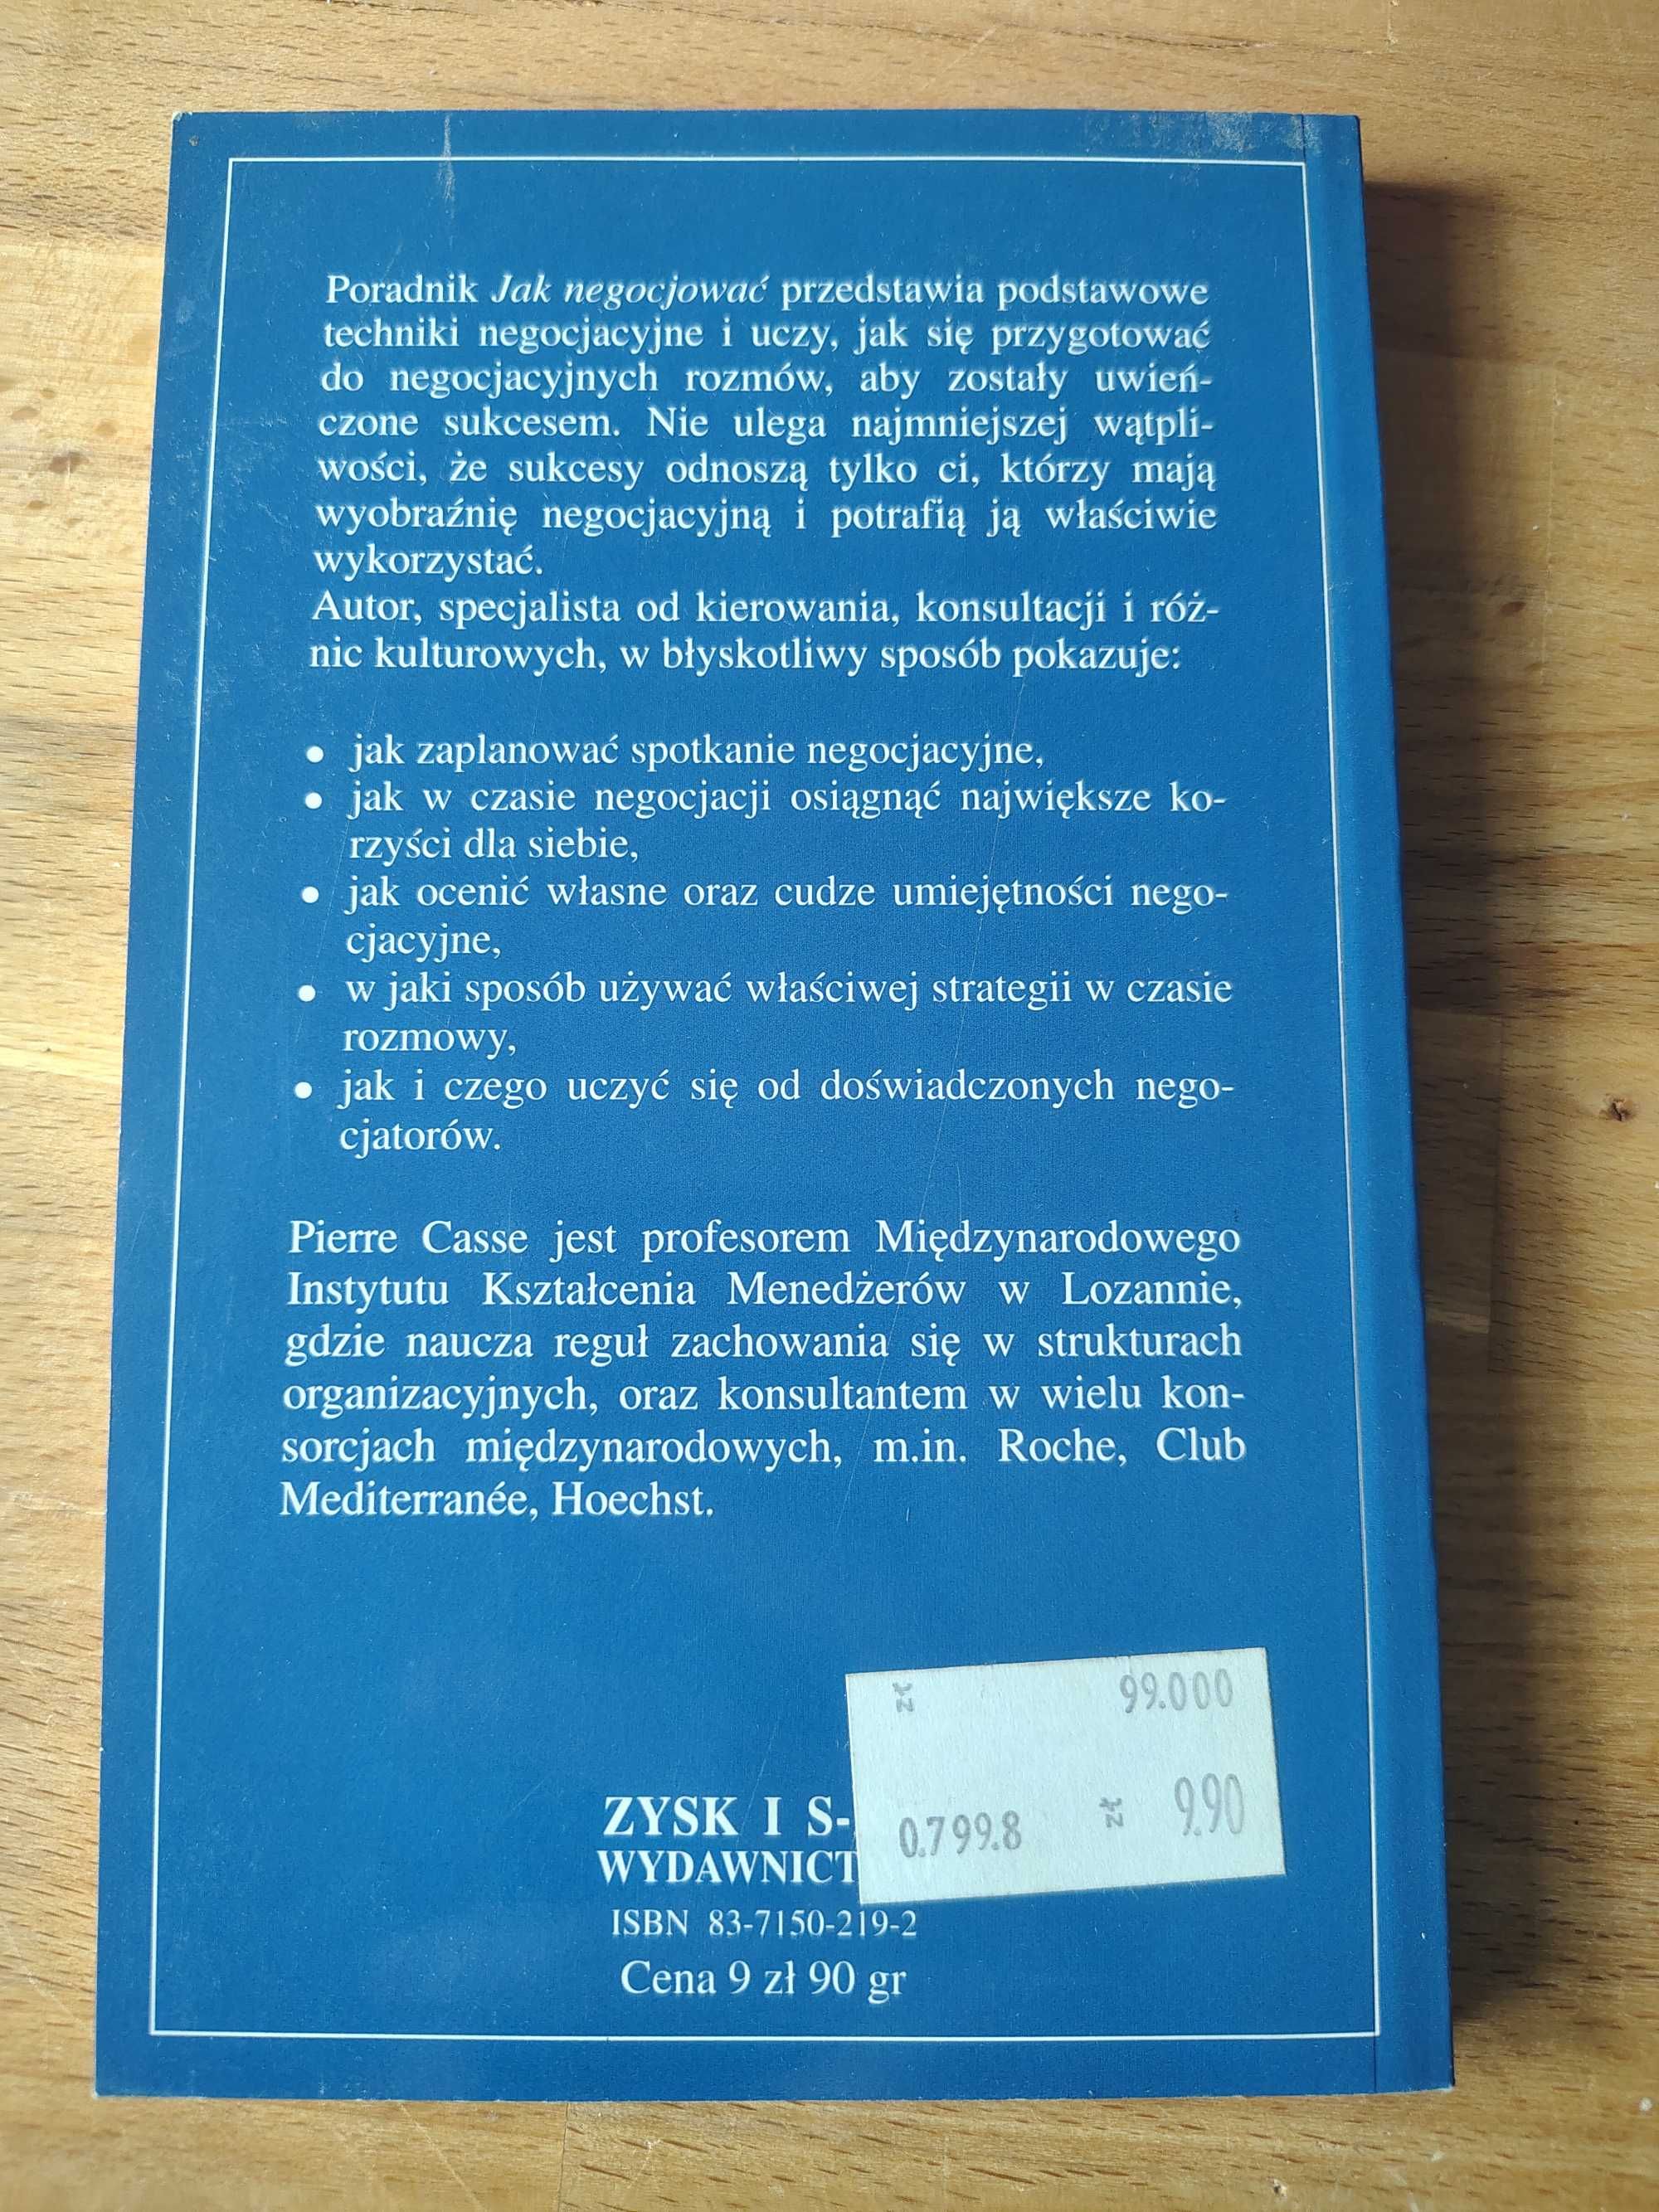 Poradnik Jak negocjować przedstawia podstawowe
techniki negocjacyjne i uczy, jak się przygotować
do negocjacyjnych rozmów, aby zostały uwień-
czone sukcesem. Nie ulega najmniejszej wątpli-
wości, że sukcesy odnoszą tylko ci, którzy mają
wyobraźnię negocjacyjną i potrafią ją właściwie
wykorzystać.
Autor, specjalista od kierowania, konsultacji i róż-
nic kulturowych, w błyskotliwy sposób pokazuje:
• jak zaplanować spotkanie negocjacyjne,
• jak w czasie negocjacji osiągnąć największe ko-
rzyści dla siebie,
• jak ocenić własne oraz cudze umiejętności nego-
cjacyjne,
• w jaki sposób używać właściwej strategii w czasie
rozmowy,
• jak i czego uczyć się od doświadczonych nego-
cjatorów.
Pierre Casse jest profesorem Międzynarodowego
Instytutu Kształcenia Menedżerów w Lozannie,
gdzie naucza reguł zachowania się w strukturach
organizacyjnych, oraz konsultantem w wielu kon-
sorcjach międzynarodowych, m.in. Roche, Club
Mediterranée, Hoechst.
zł 99.000
0.799.8 zł 9.90
ZYSK I S-
WYDAWNICT
ISBN 83-7150-219-2
Cena 9 zł 90 gr